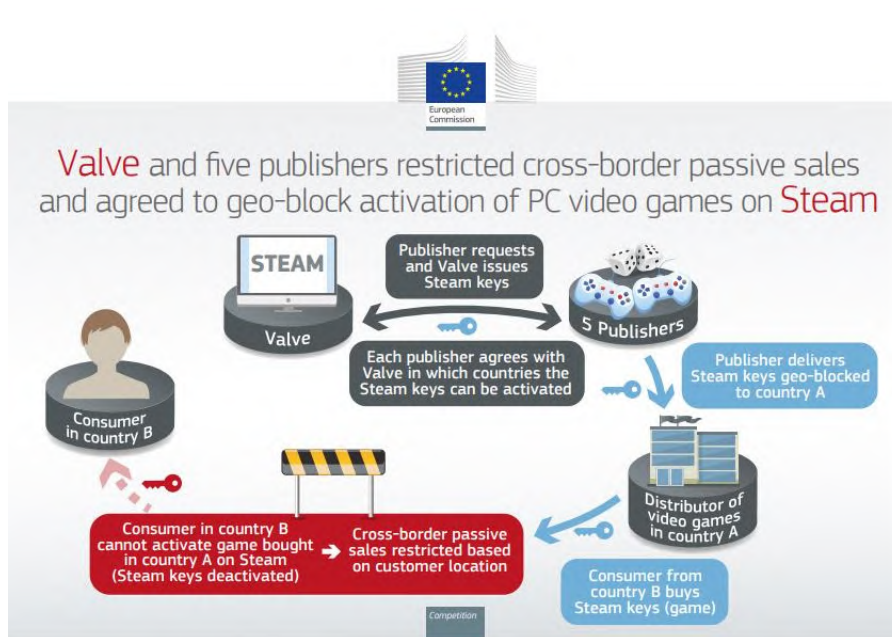 European
Commission
Valve and five publishers restricted cross-border passive sales
and agreed to geo-block activation of PC video games on Steam
STEAM
Valve
Publisher requests
and Valve issues
Steam keys
5 Publishers
Each publisher agrees with
Valve in which countries the
Steam keys can be activated
Publisher delivers
Steam keys geo-blocked
to country A
Consumer
in country B
Distributor of
video games
in country A
Consumer in country B
cannot activate game bought
in country A on Steam
(Steam keys deactivated)
Cross-border passive
sales restricted based
on customer location
Consumer from
country B buys
Steam keys (game)
Competition